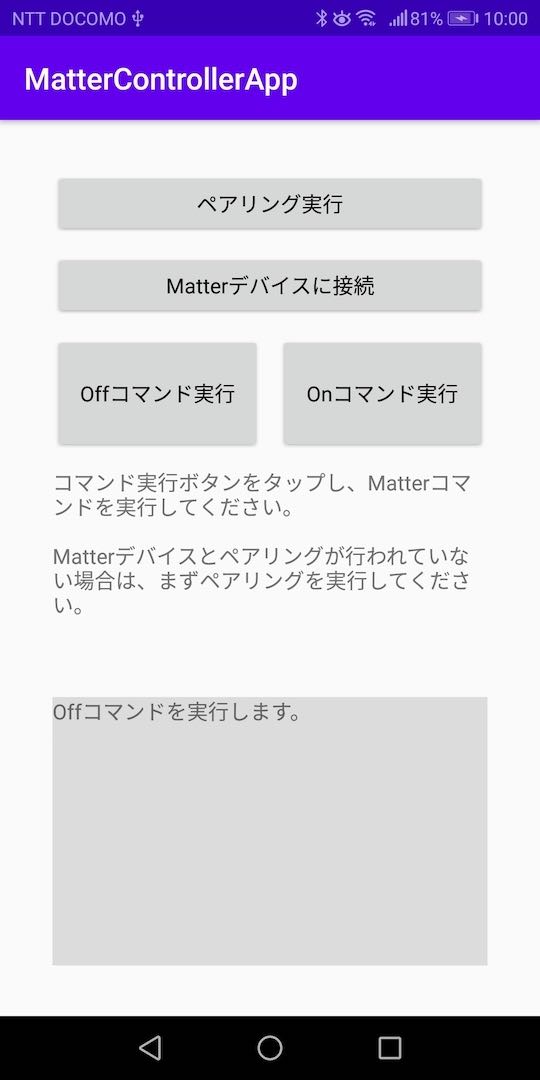 NTT DOCOMO 81% 10:00
MatterControllerApp
ペアリング実行
Matterデバイスに接続
Offコマンド実行 Onコマンド実行
コマンド実行ボタンをタップし、Matterコマ
ンドを実行してください。
Matterデバイスとペアリングが行われていな
い場合は、まずペアリングを実行してくださ
い。
Offコマンドを実行します。